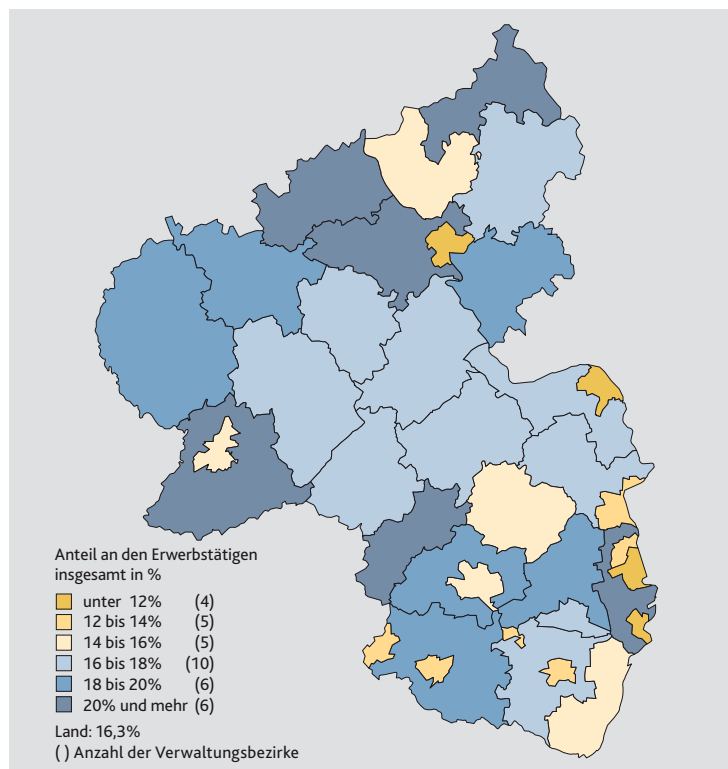 Anteil an den Erwerbstätigen
insgesamt in %
unter 12% (4)
12 bis 14% (5)
14 bis 16% (5)
16 bis 18% (10)
18 bis 20% (6)
20% und mehr (6)
Land: 16,3%
( ) Anzahl der Verwaltungsbezirke